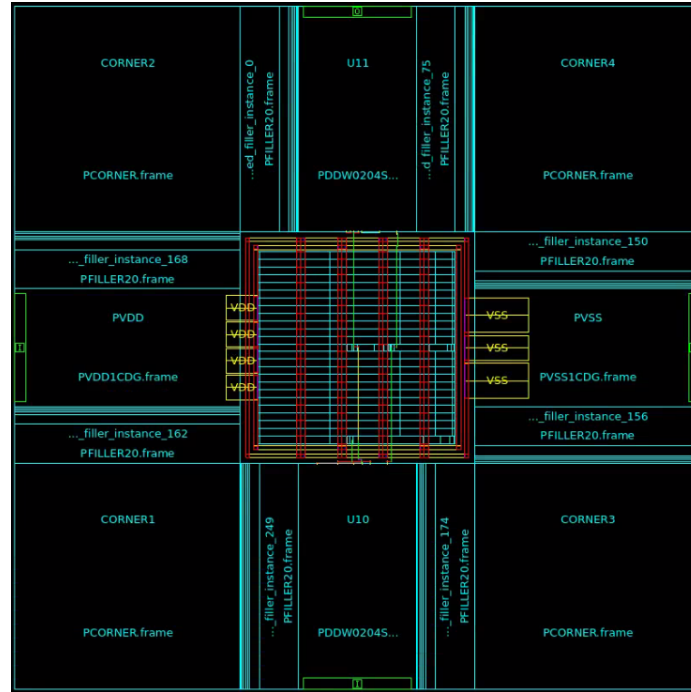 CORNER2
PCORNER.frame
...ed_filler_instance_0
PFILLER20.frame
O
U11
PDDW0204S...
...d_filler_instance_75
PFILLER20.frame
CORNER4
PCORNER.frame
..._filler_instance_168
PFILLER20.frame
..._filler_instance_150
PFILLER20.frame
I
PVDD
PVDD1CDG.frame
VDD
VDD
VDD
VDD
VSS
VSS
VSS
PVSS
PVSS1CDG.frame
..._filler_instance_162
PFILLER20.frame
..._filler_instance_156
PFILLER20.frame
CORNER1
PCORNER.frame
..._filler_instance_249
PFILLER20.frame
U10
PDDW0204S...
I
..._filler_instance_174
PFILLER20.frame
CORNER3
PCORNER.frame